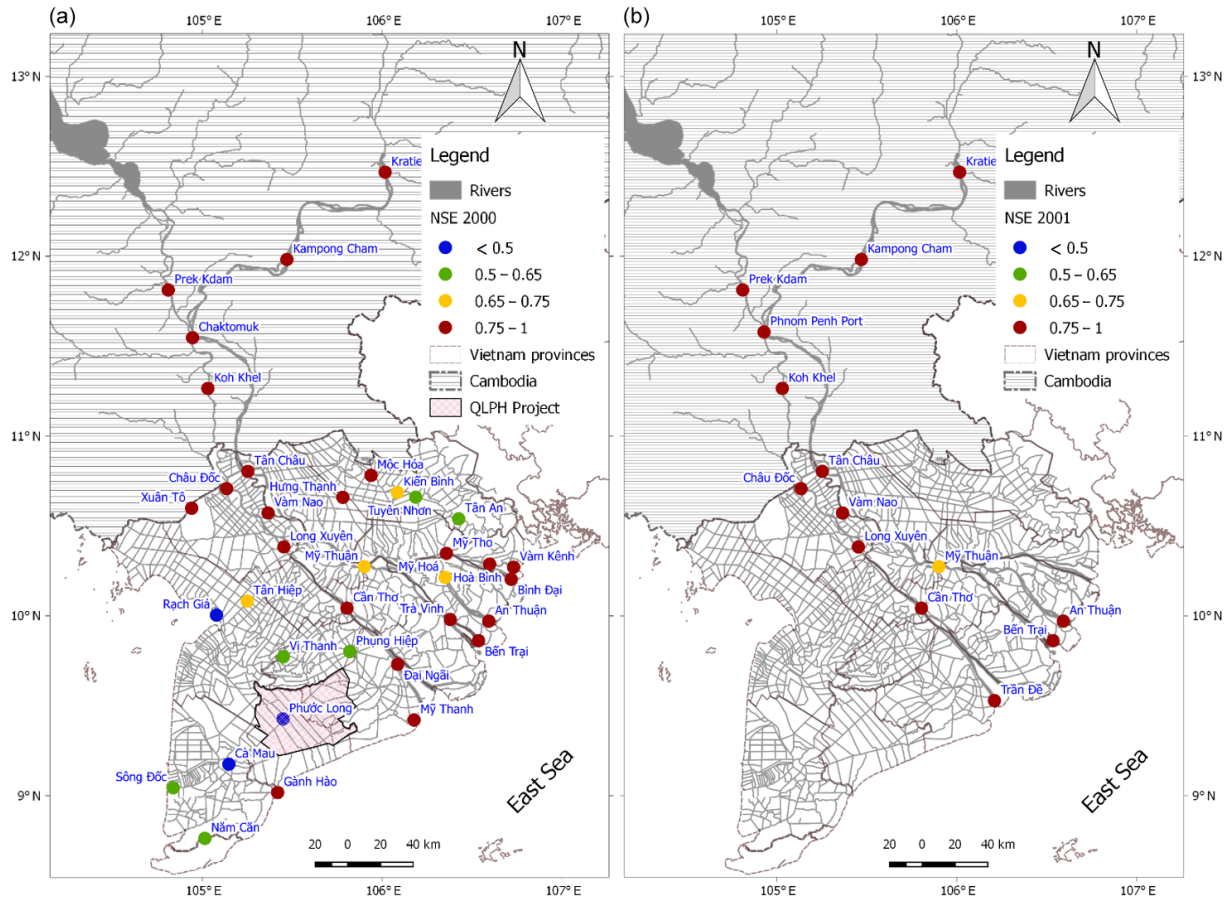 (a)
105° E
106° E
107° E
13° N
12° N
11° N
10° N
9° N
N
Legend
Rivers
NSE 2000
< 0.5
0.5 – 0.65
0.65 – 0.75
0.75 – 1
Vietnam provinces
Cambodia
QLPH Project
Kratie
Kampong Cham
Prek Kdam
Chaktomuk
Koh Khel
Tân Châu
Mộc Hóa
Châu Đốc
Kiến Bình
Hưng Thạnh
Xuân Tô
Vàm Nao
Tuyên Nhơn
Tân An
Long Xuyên
Mỹ Tho
Mỹ Thuận
Vàm Kênh
Mỹ Hoá
Hoà Bình
Bình Đại
Tân Hiệp
Rạch Giá
Cần Thơ
Trà Vinh
An Thuận
Vị Thanh
Phụng Hiệp
Bến Trại
Đại Ngãi
Phước Long
Mỹ Thanh
Cà Mau
Sông Đốc
Gành Hào
Năm Căn
East Sea
20 0 20 40 km
105° E
106° E
107° E
(b)
105° E
106° E
107° E
13° N
12° N
11° N
10° N
9° N
N
Legend
Rivers
NSE 2001
< 0.5
0.5 – 0.65
0.65 – 0.75
0.75 – 1
Vietnam provinces
Cambodia
Kratie
Kampong Cham
Prek Kdam
Phnom Penh Port
Koh Khel
Tân Châu
Châu Đốc
Vàm Nao
Long Xuyên
Mỹ Thuận
Cần Thơ
An Thuận
Bến Trại
Trần Đề
East Sea
20 0 20 40 km
105° E
106° E
107° E